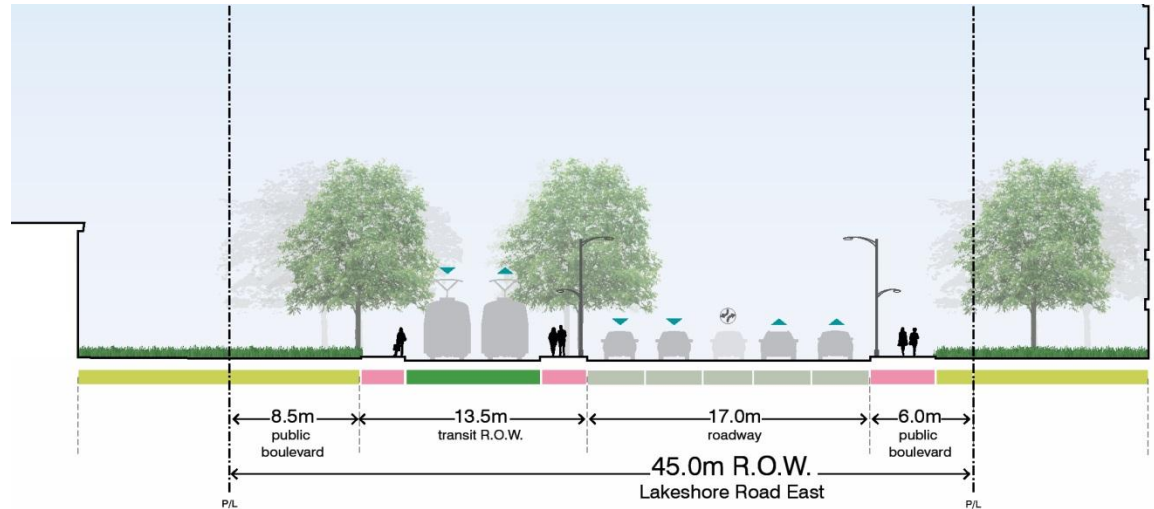 8.5m
public
boulevard
13.5m
transit R.O.W.
17.0m
roadway
6.0m
public
boulevard
45.0m R.O.W.
Lakeshore Road East
P/L
P/L